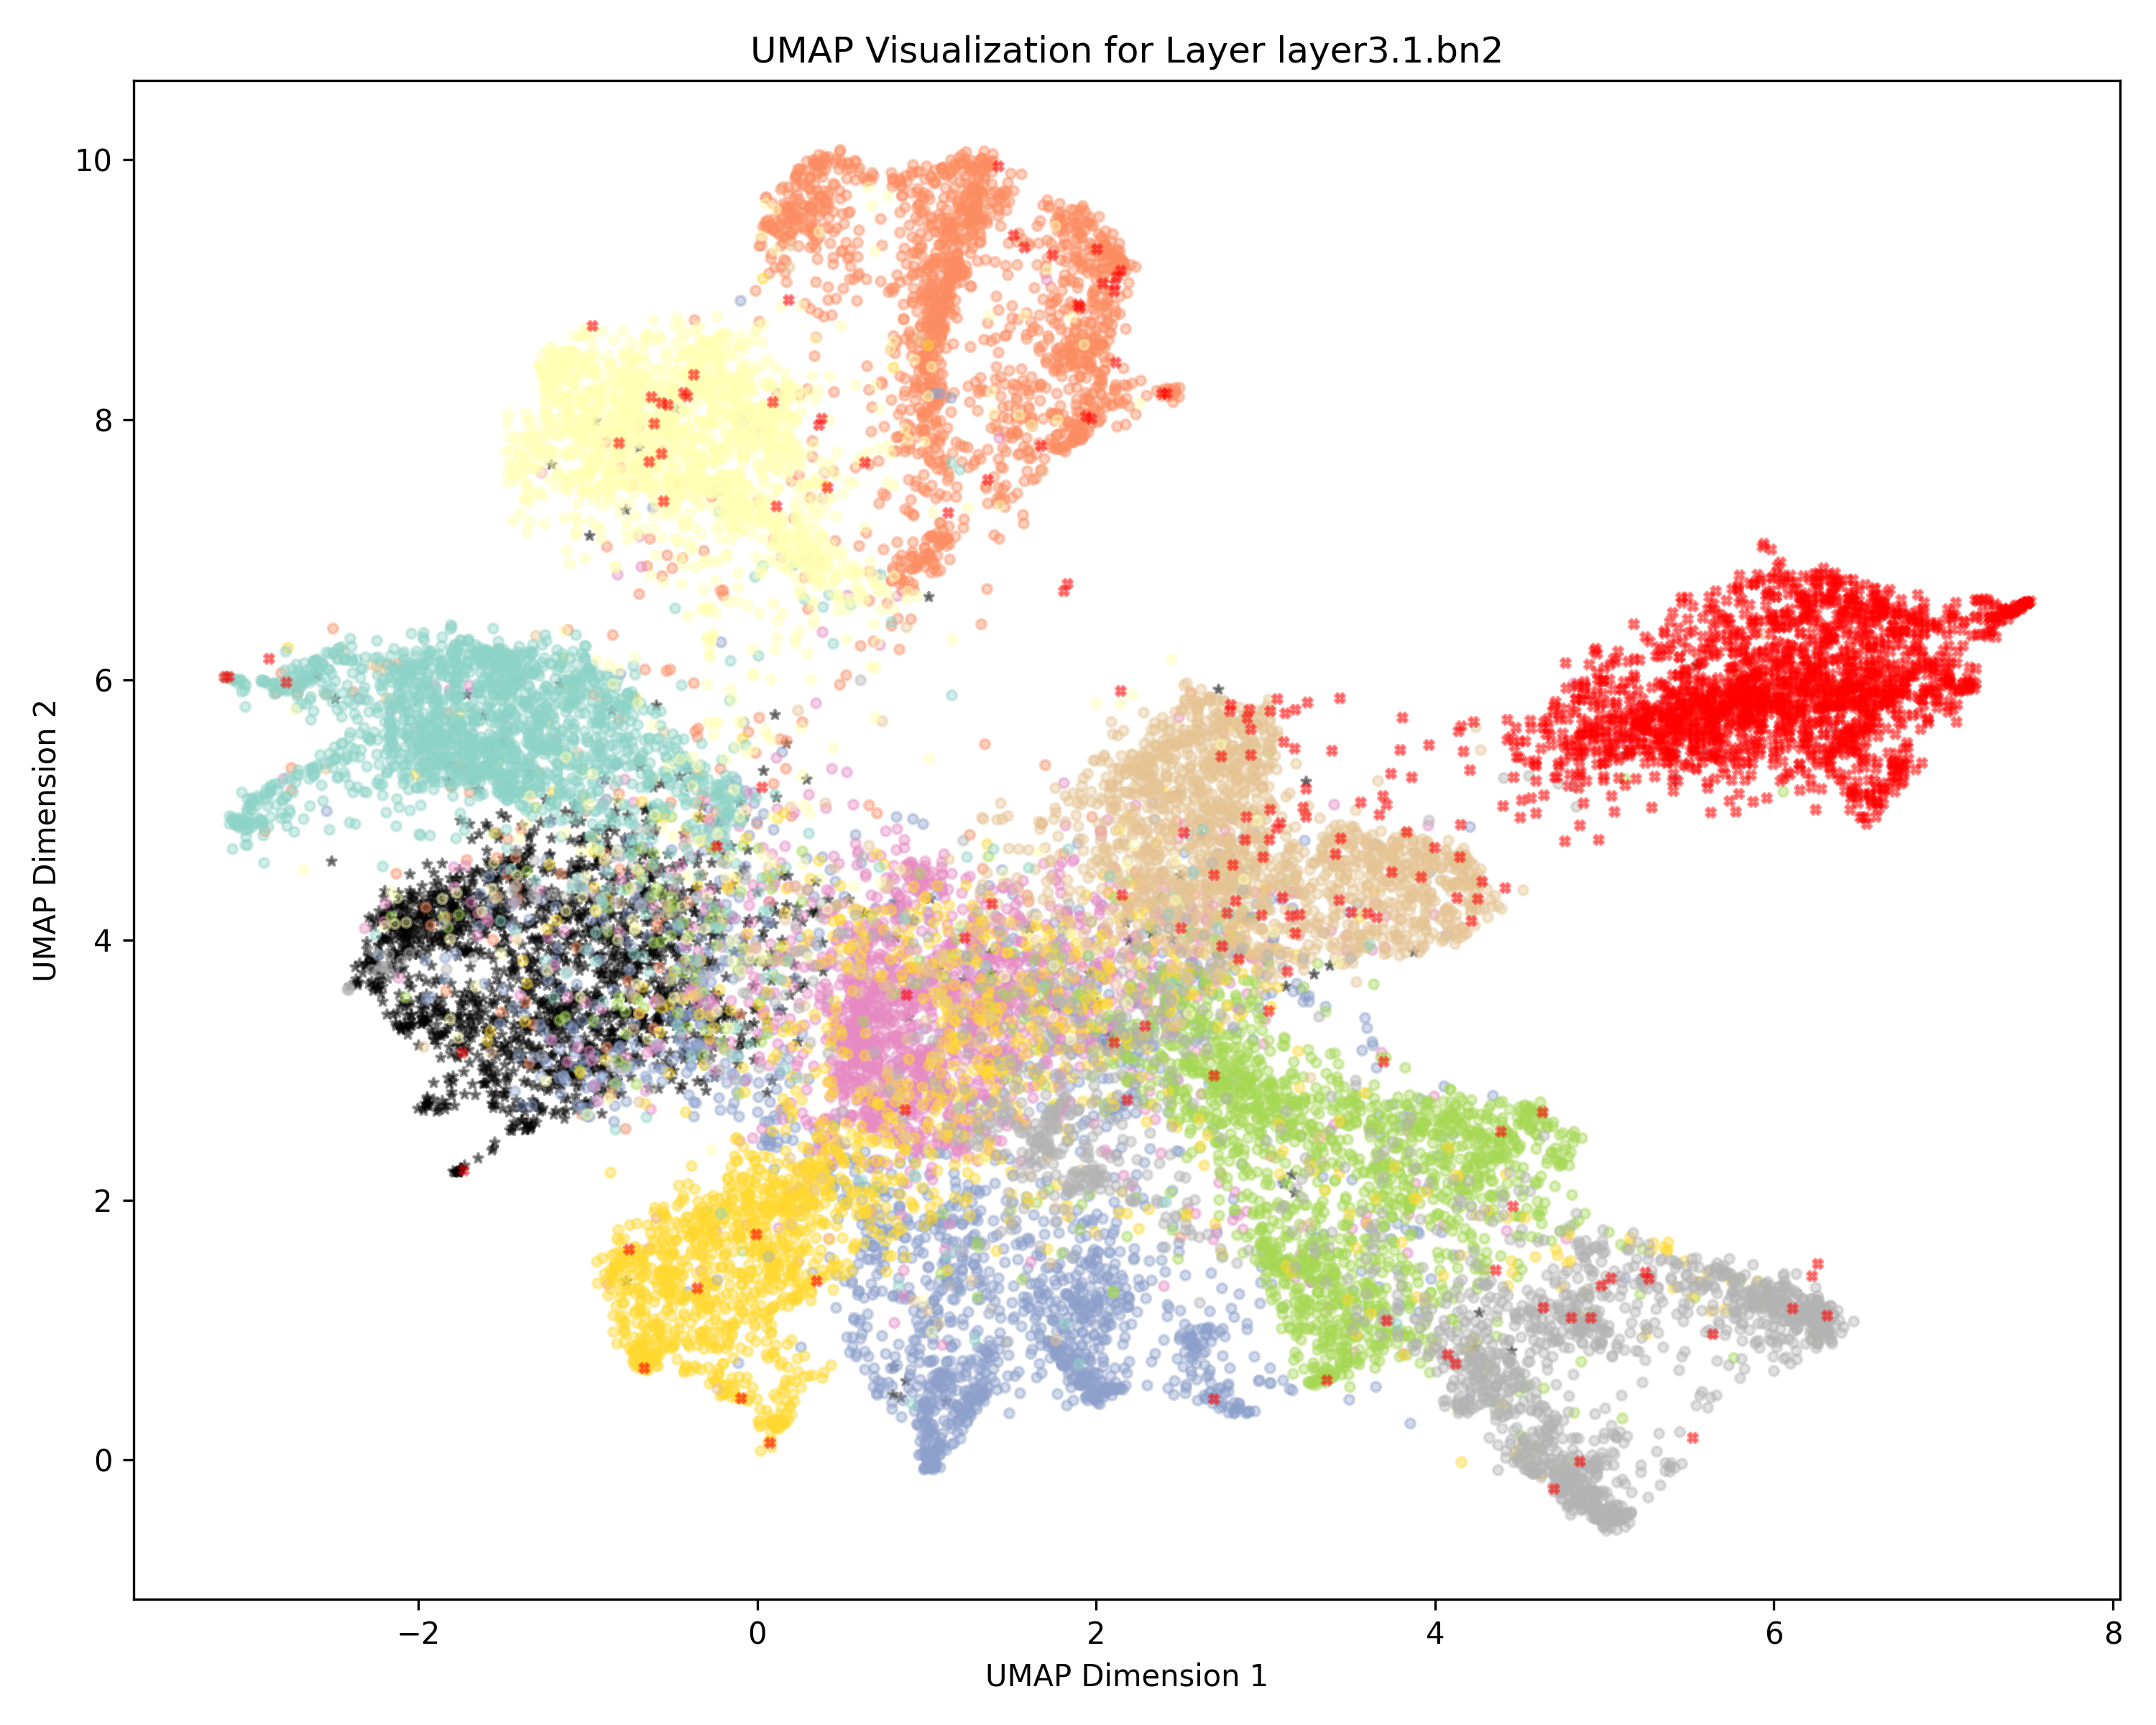 UMAP Visualization for Layer layer3.1.bn2
10
8
6
4
2
0
UMAP Dimension 2
−2 0 2 4 6 8
UMAP Dimension 1